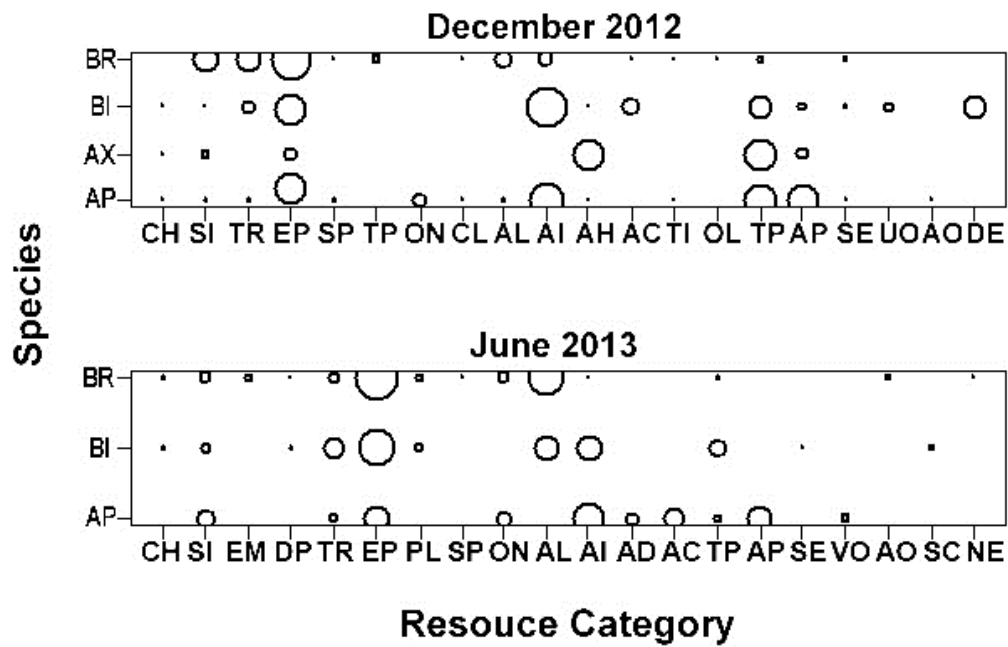 December 2012
BR
BI
AX
AP
CH SI TR EP SP TP ON CL AL AI AH AC TI OL TP AP SE UO AO DE
Species
June 2013
BR
BI
AP
CH SI EM DP TR EP PL SP ON AL AI AD AC TP AP SE VO AO SC NE
Resouce Category